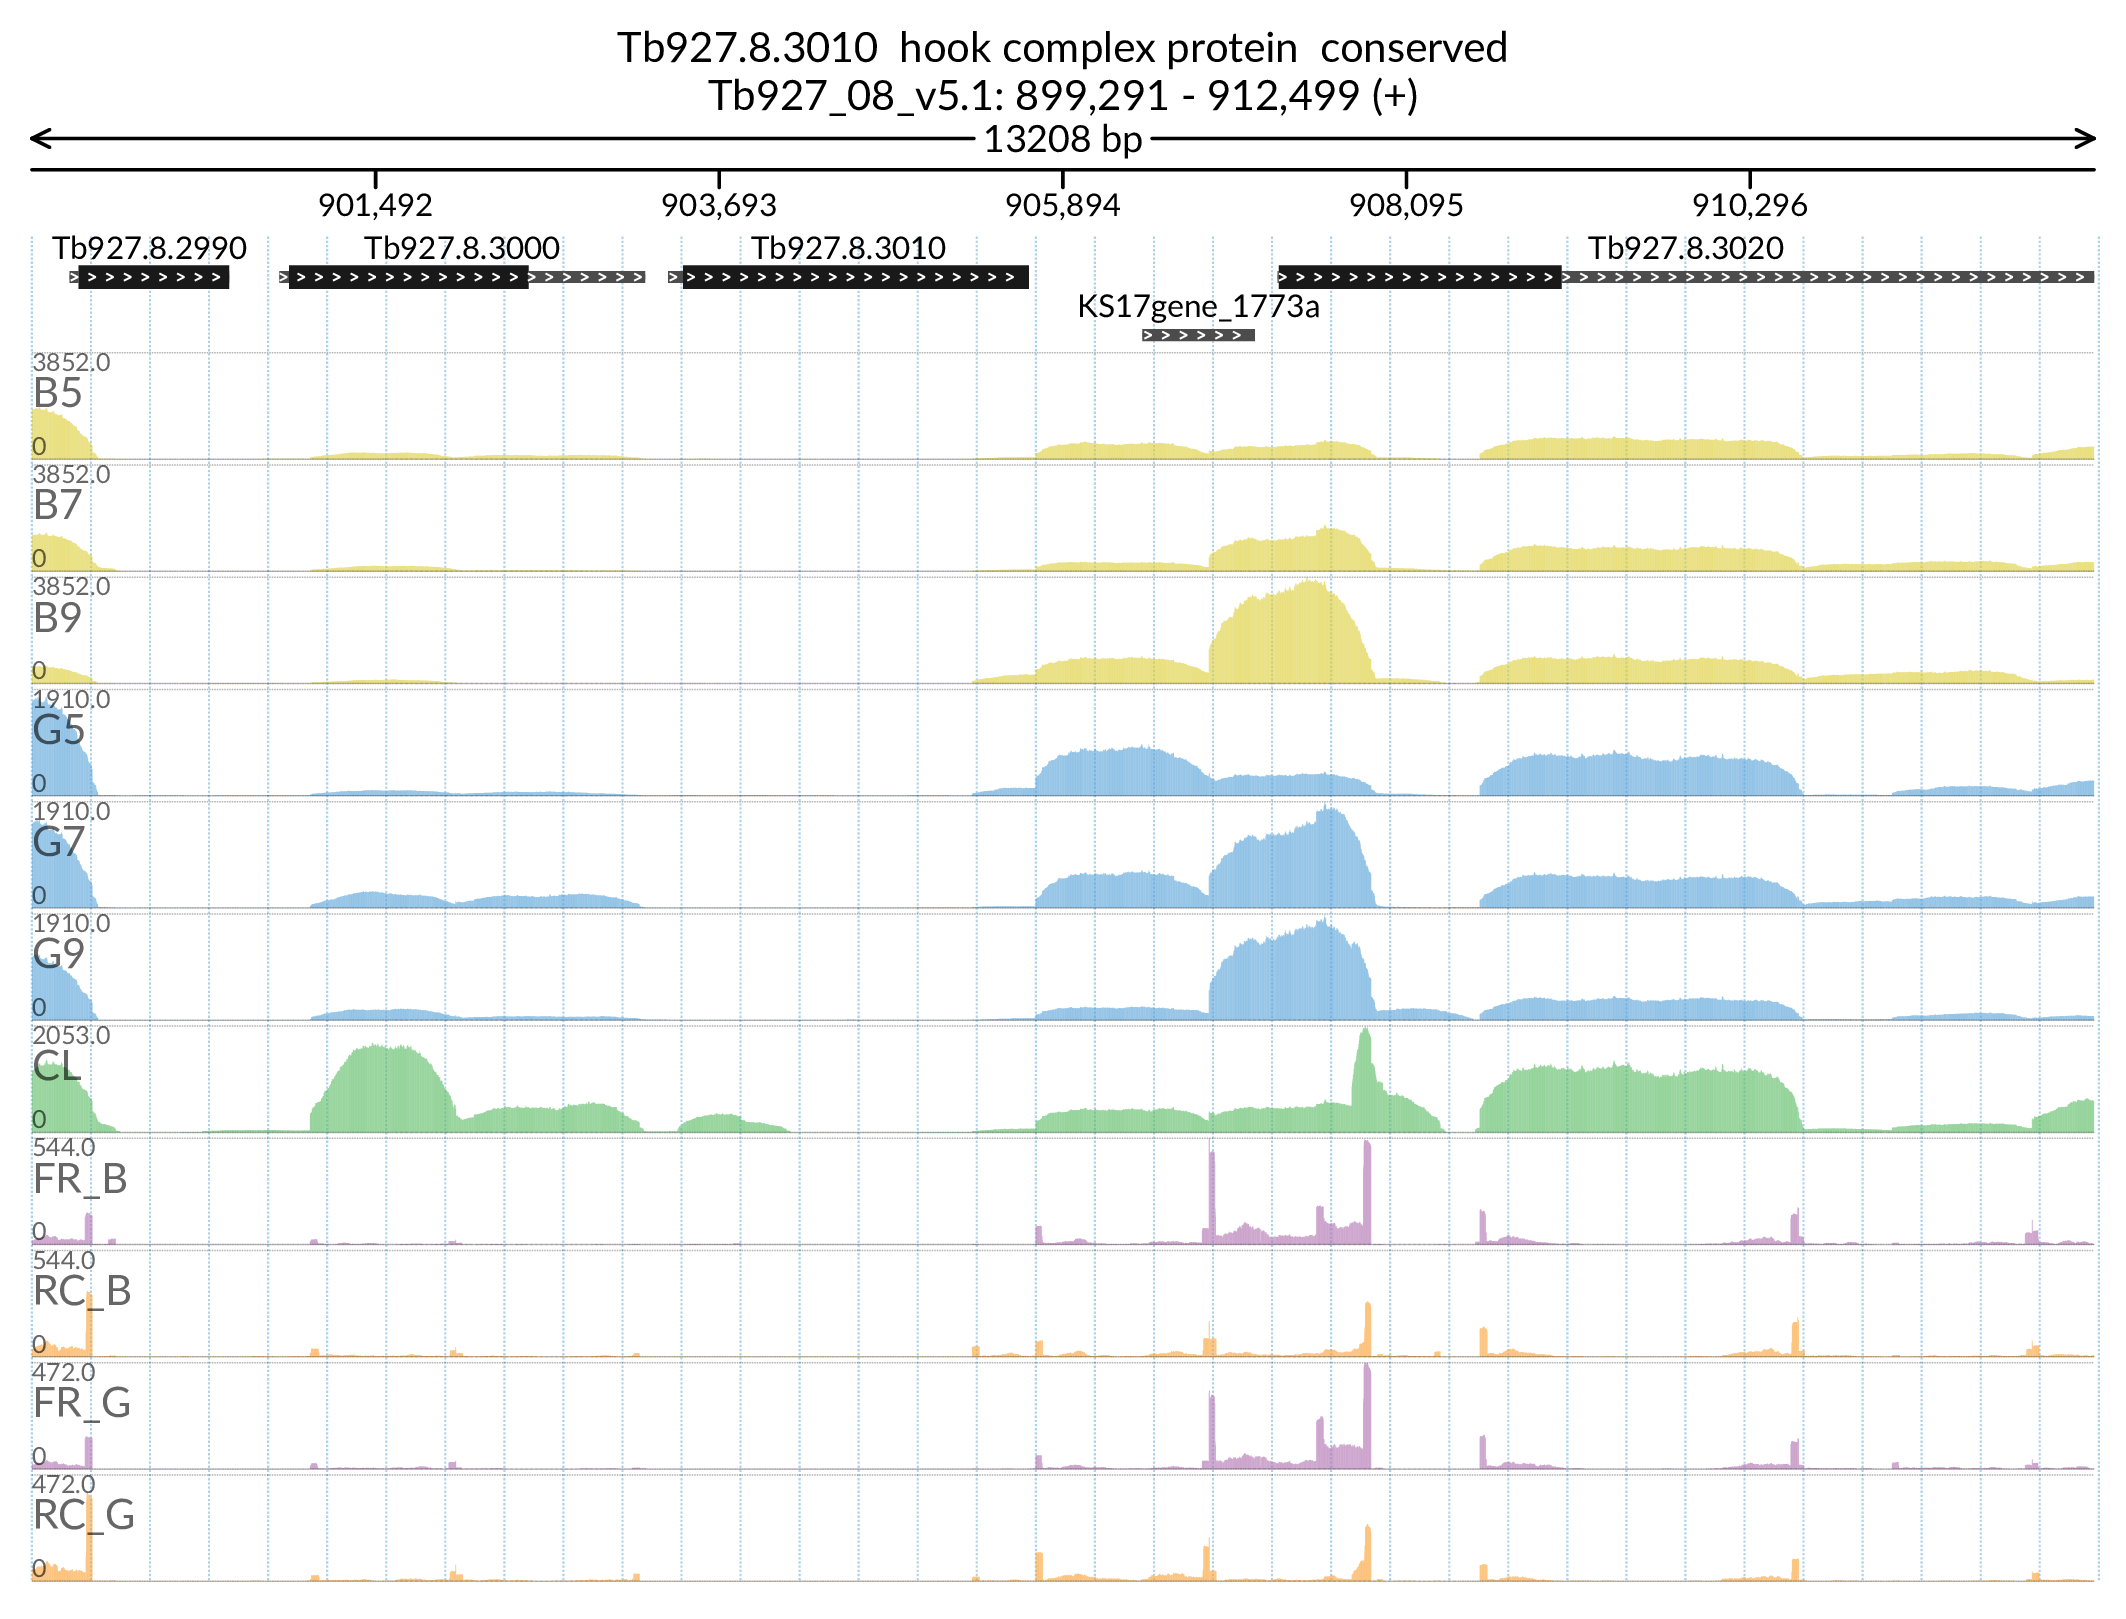 Tb927.8.3010  hook complex protein  conserved
Tb927_08_v5.1: 899,291 - 912,499 (+)
13208 bp
901,492 903,693 905,894 908,095 910,296
Tb927.8.2990 Tb927.8.3000 Tb927.8.3010 Tb927.8.3020
KS17gene_1773a
3852.0
B5
0
3852.0
B7
0
3852.0
B9
0
1910.0
G5
0
1910.0
G7
0
1910.0
G9
0
2053.0
CL
0
544.0
FR_B
0
544.0
RC_B
0
472.0
FR_G
0
472.0
RC_G
0